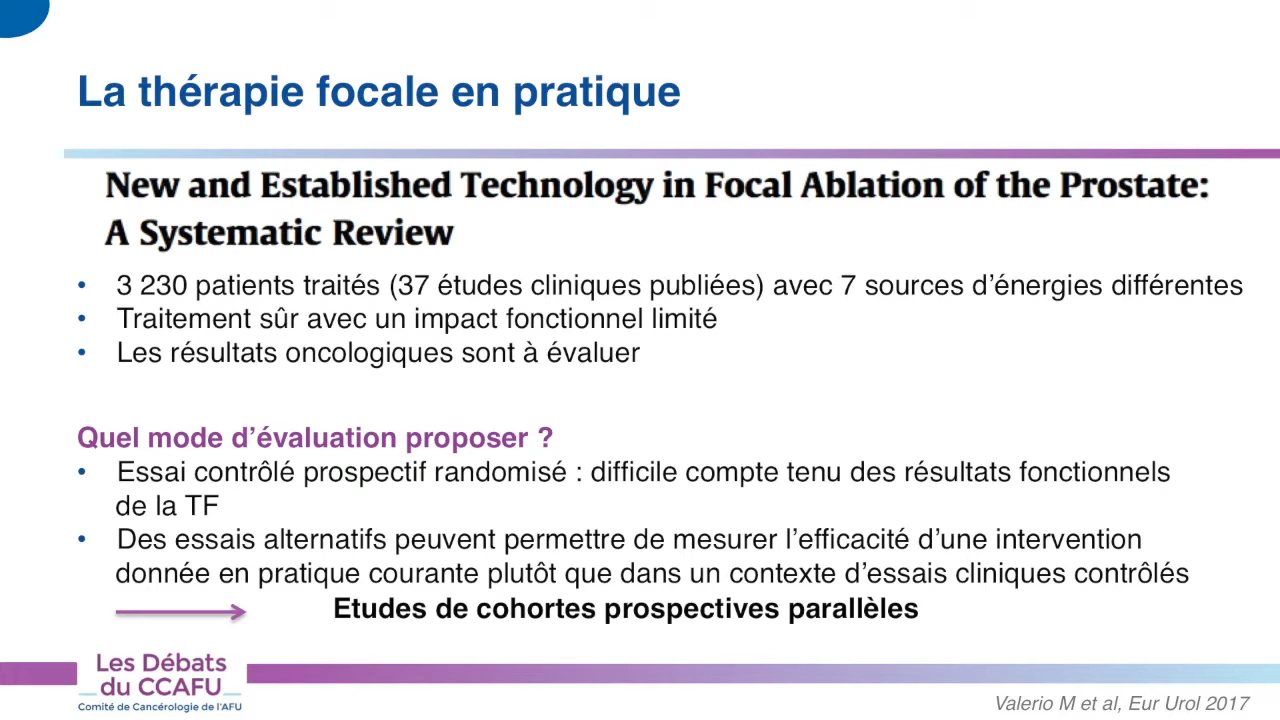 La thérapie focale en pratique
New and Established Technology in Focal Ablation of the Prostate:
A Systematic Review
• 3 230 patients traités (37 études cliniques publiées) avec 7 sources d’énergies différentes
• Traitement sûr avec un impact fonctionnel limité
• Les résultats oncologiques sont à évaluer
Quel mode d’évaluation proposer ?
• Essai contrôlé prospectif randomisé : difficile compte tenu des résultats fonctionnels
de la TF
• Des essais alternatifs peuvent permettre de mesurer l’efficacité d’une intervention
donnée en pratique courante plutôt que dans un contexte d’essais cliniques contrôlés
Etudes de cohortes prospectives parallèles
Les Débats
du CCAFU
Comité de Cancérologie de l’AFU
Valerio M et al, Eur Urol 2017